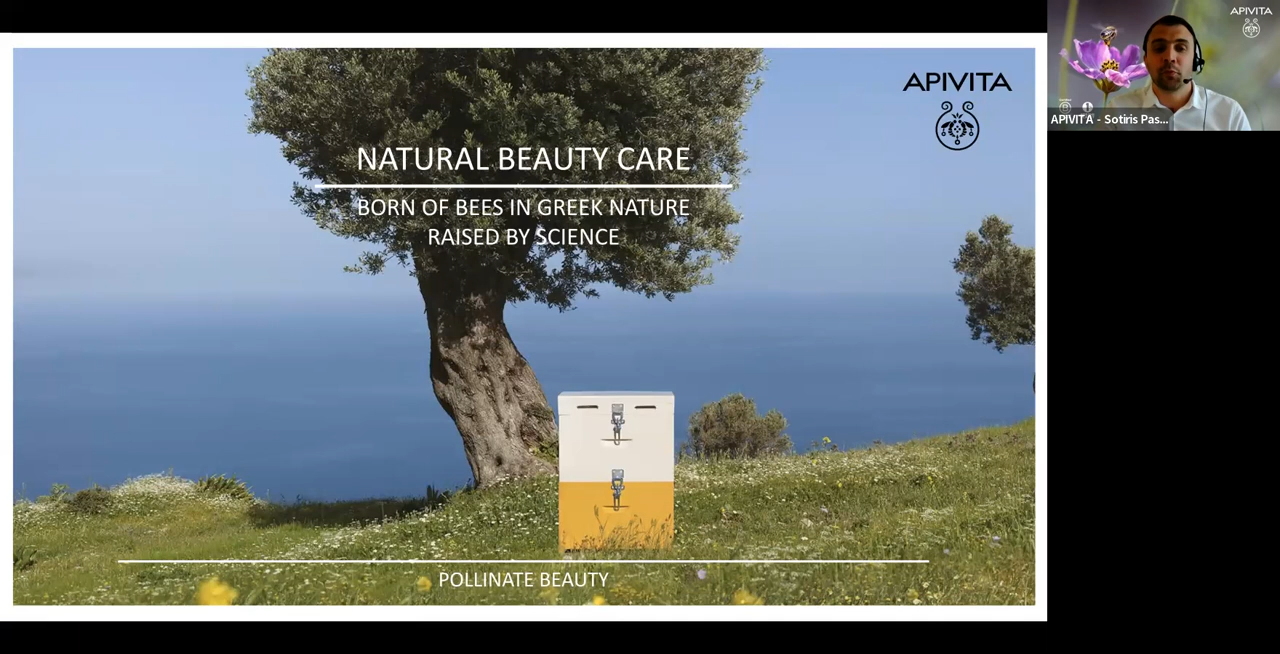 APIVITA
NATURAL BEAUTY CARE
BORN OF BEES IN GREEK NATURE
RAISED BY SCIENCE
POLLINATE BEAUTY
APIVITA
APIVITA - Sotiris Pas...